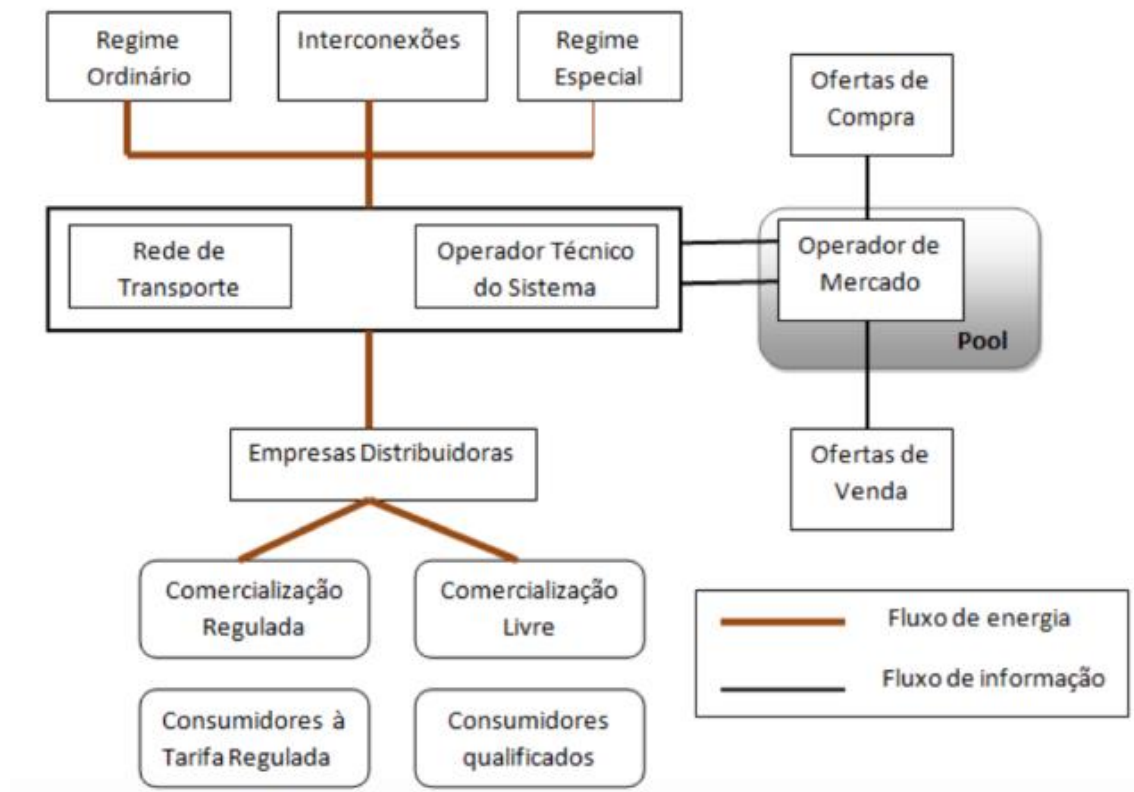 Regime
Ordinário
Interconexões
Regime
Especial
Ofertas de
Compra
Rede de
Transporte
Operador Técnico
do Sistema
Operador de
Mercado
Pool
Empresas Distribuidoras
Ofertas de
Venda
Comercialização
Regulada
Comercialização
Livre
Fluxo de energia
Fluxo de informação
Consumidores à
Tarifa Regulada
Consumidores
qualificados